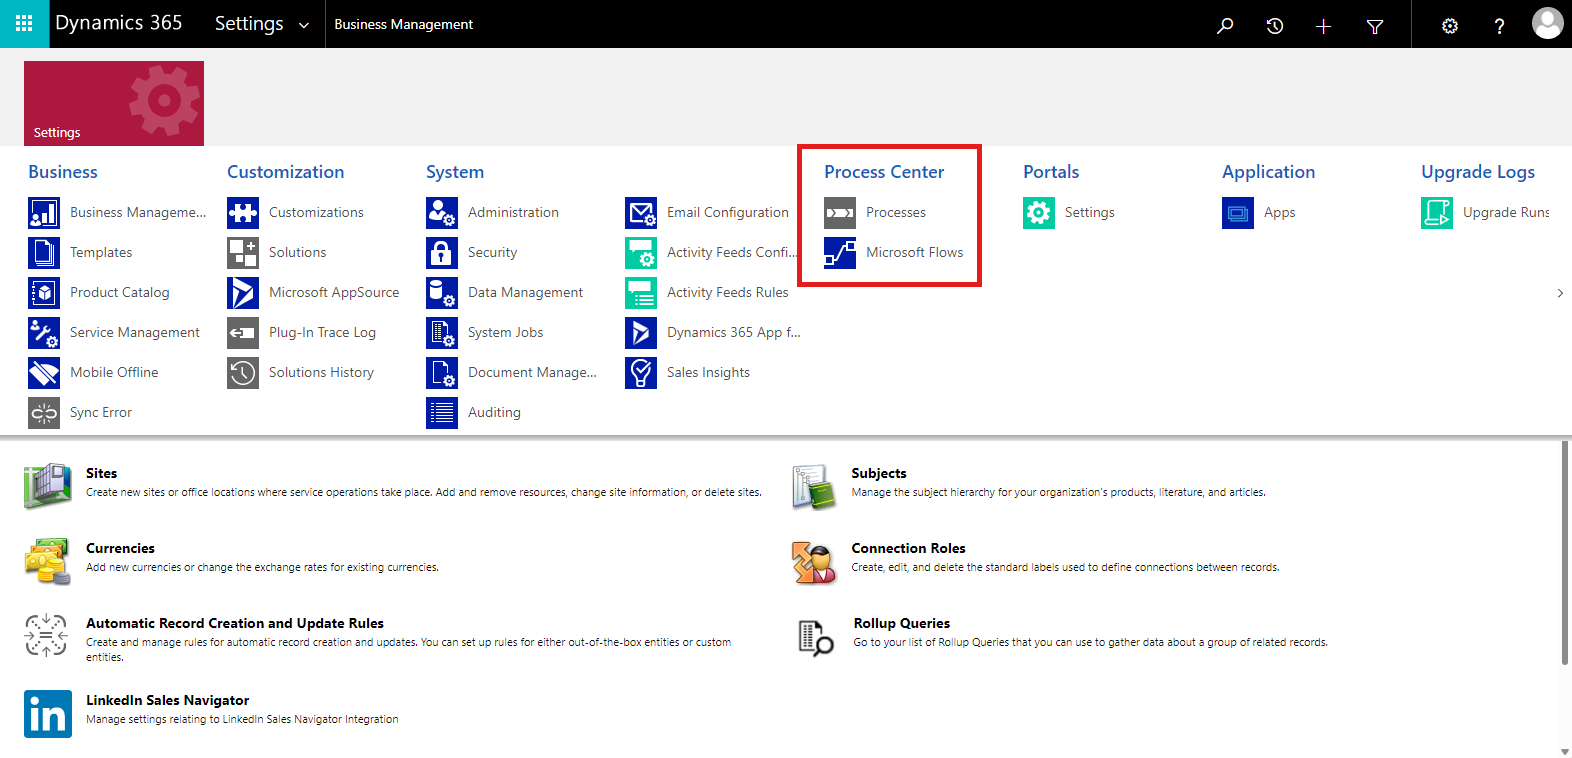 Dynamics 365
Settings
Business Management
?
Settings
Business
Business Manageme...
Templates
Product Catalog
Service Management
Mobile Offline
Sync Error
Customization
Customizations
Solutions
Microsoft AppSource
Plug-In Trace Log
Solutions History
System
Administration
Security
Data Management
System Jobs
Document Manage...
Auditing
Email Configuration
Activity Feeds Confi...
Activity Feeds Rules
Dynamics 365 App f...
Sales Insights
Process Center
Processes
Microsoft Flows
Portals
Settings
Application
Apps
Upgrade Logs
Upgrade Runs
Sites
Create new sites or office locations where service operations take place. Add and remove resources, change site information, or delete sites.
Subjects
Manage the subject hierarchy for your organization's products, literature, and articles.
Currencies
Add new currencies or change the exchange rates for existing currencies.
Connection Roles
Create, edit, and delete the standard labels used to define connections between records.
Automatic Record Creation and Update Rules
Create and manage rules for automatic record creation and updates. You can set up rules for either out-of-the-box entities or custom
entities.
Rollup Queries
Go to your list of Rollup Queries that you can use to gather data about a group of related records.
in
LinkedIn Sales Navigator
Manage settings relating to LinkedIn Sales Navigator Integration